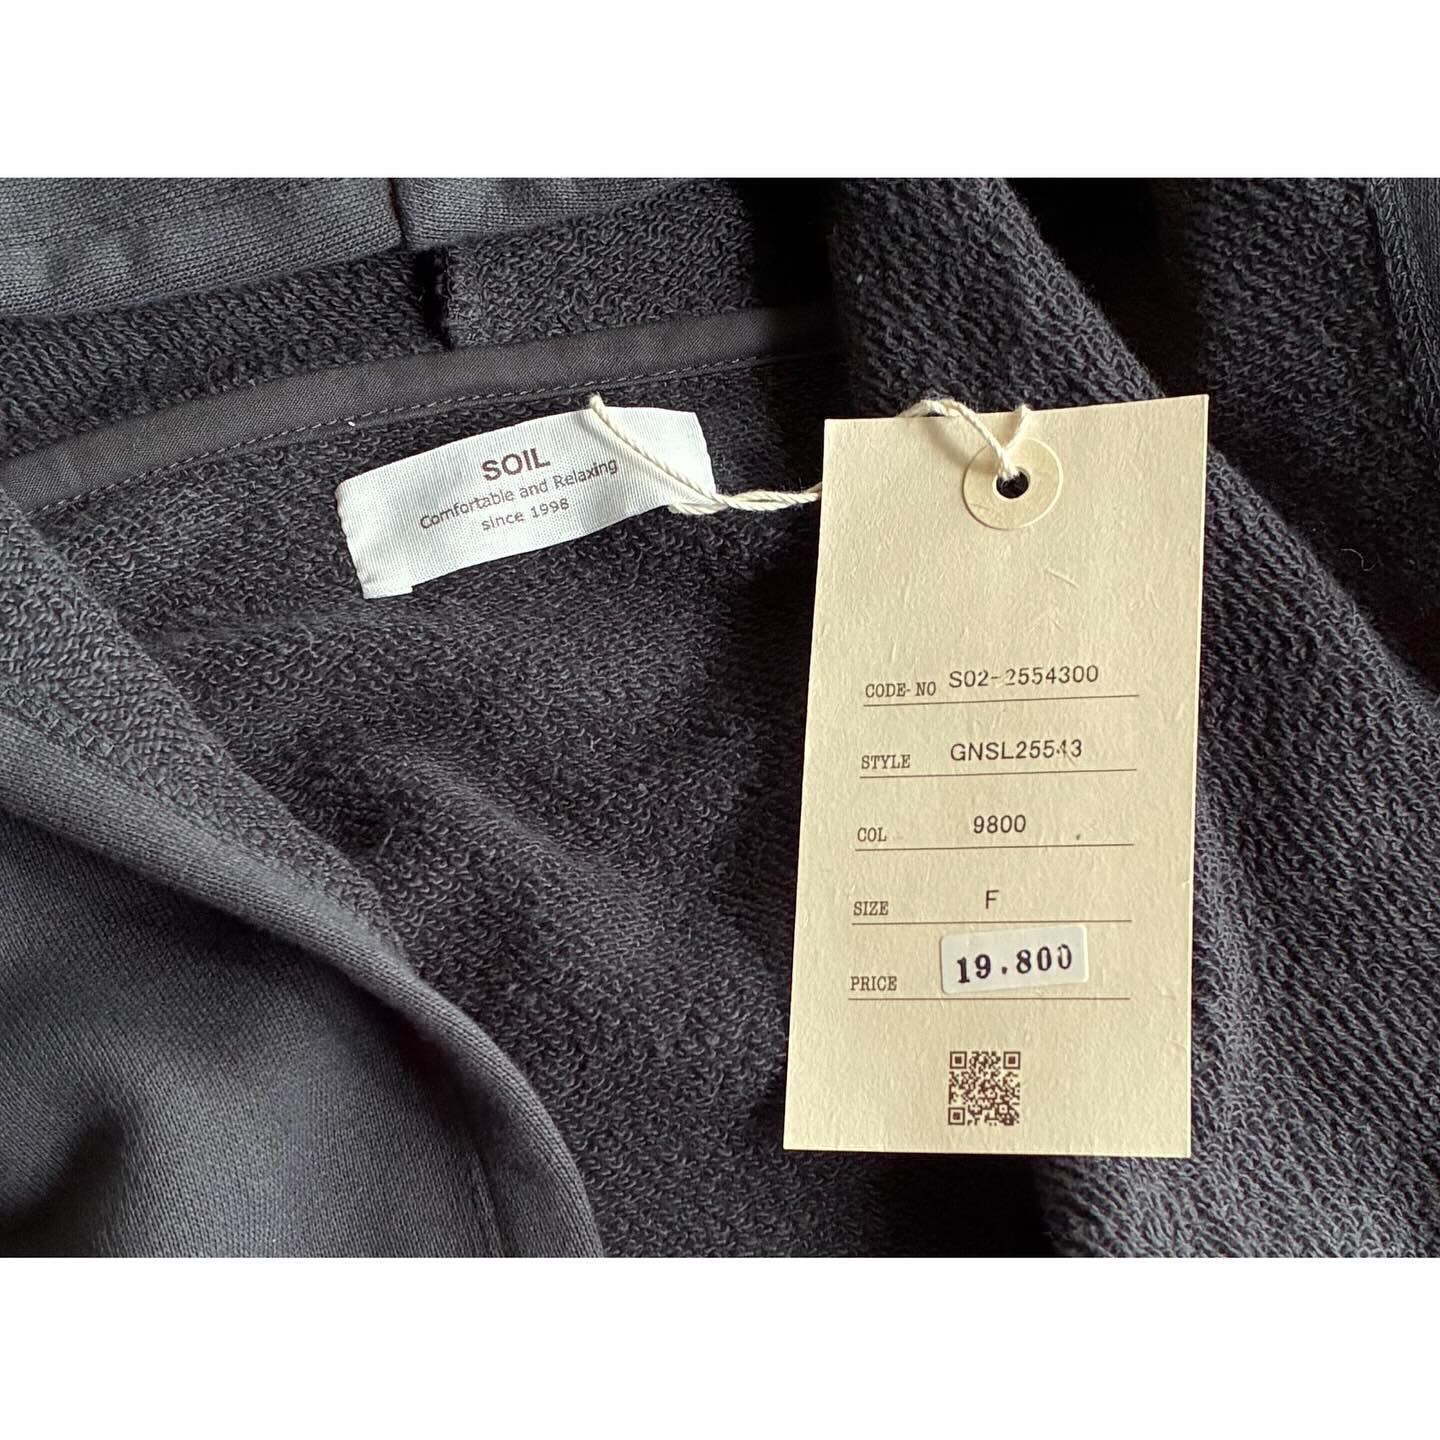 SOIL
Comfortable and Relaxing
since 1998
CODE-NO S02-2554300
STYLE GNSL25543
COL 9800
SIZE F
PRICE 19.800